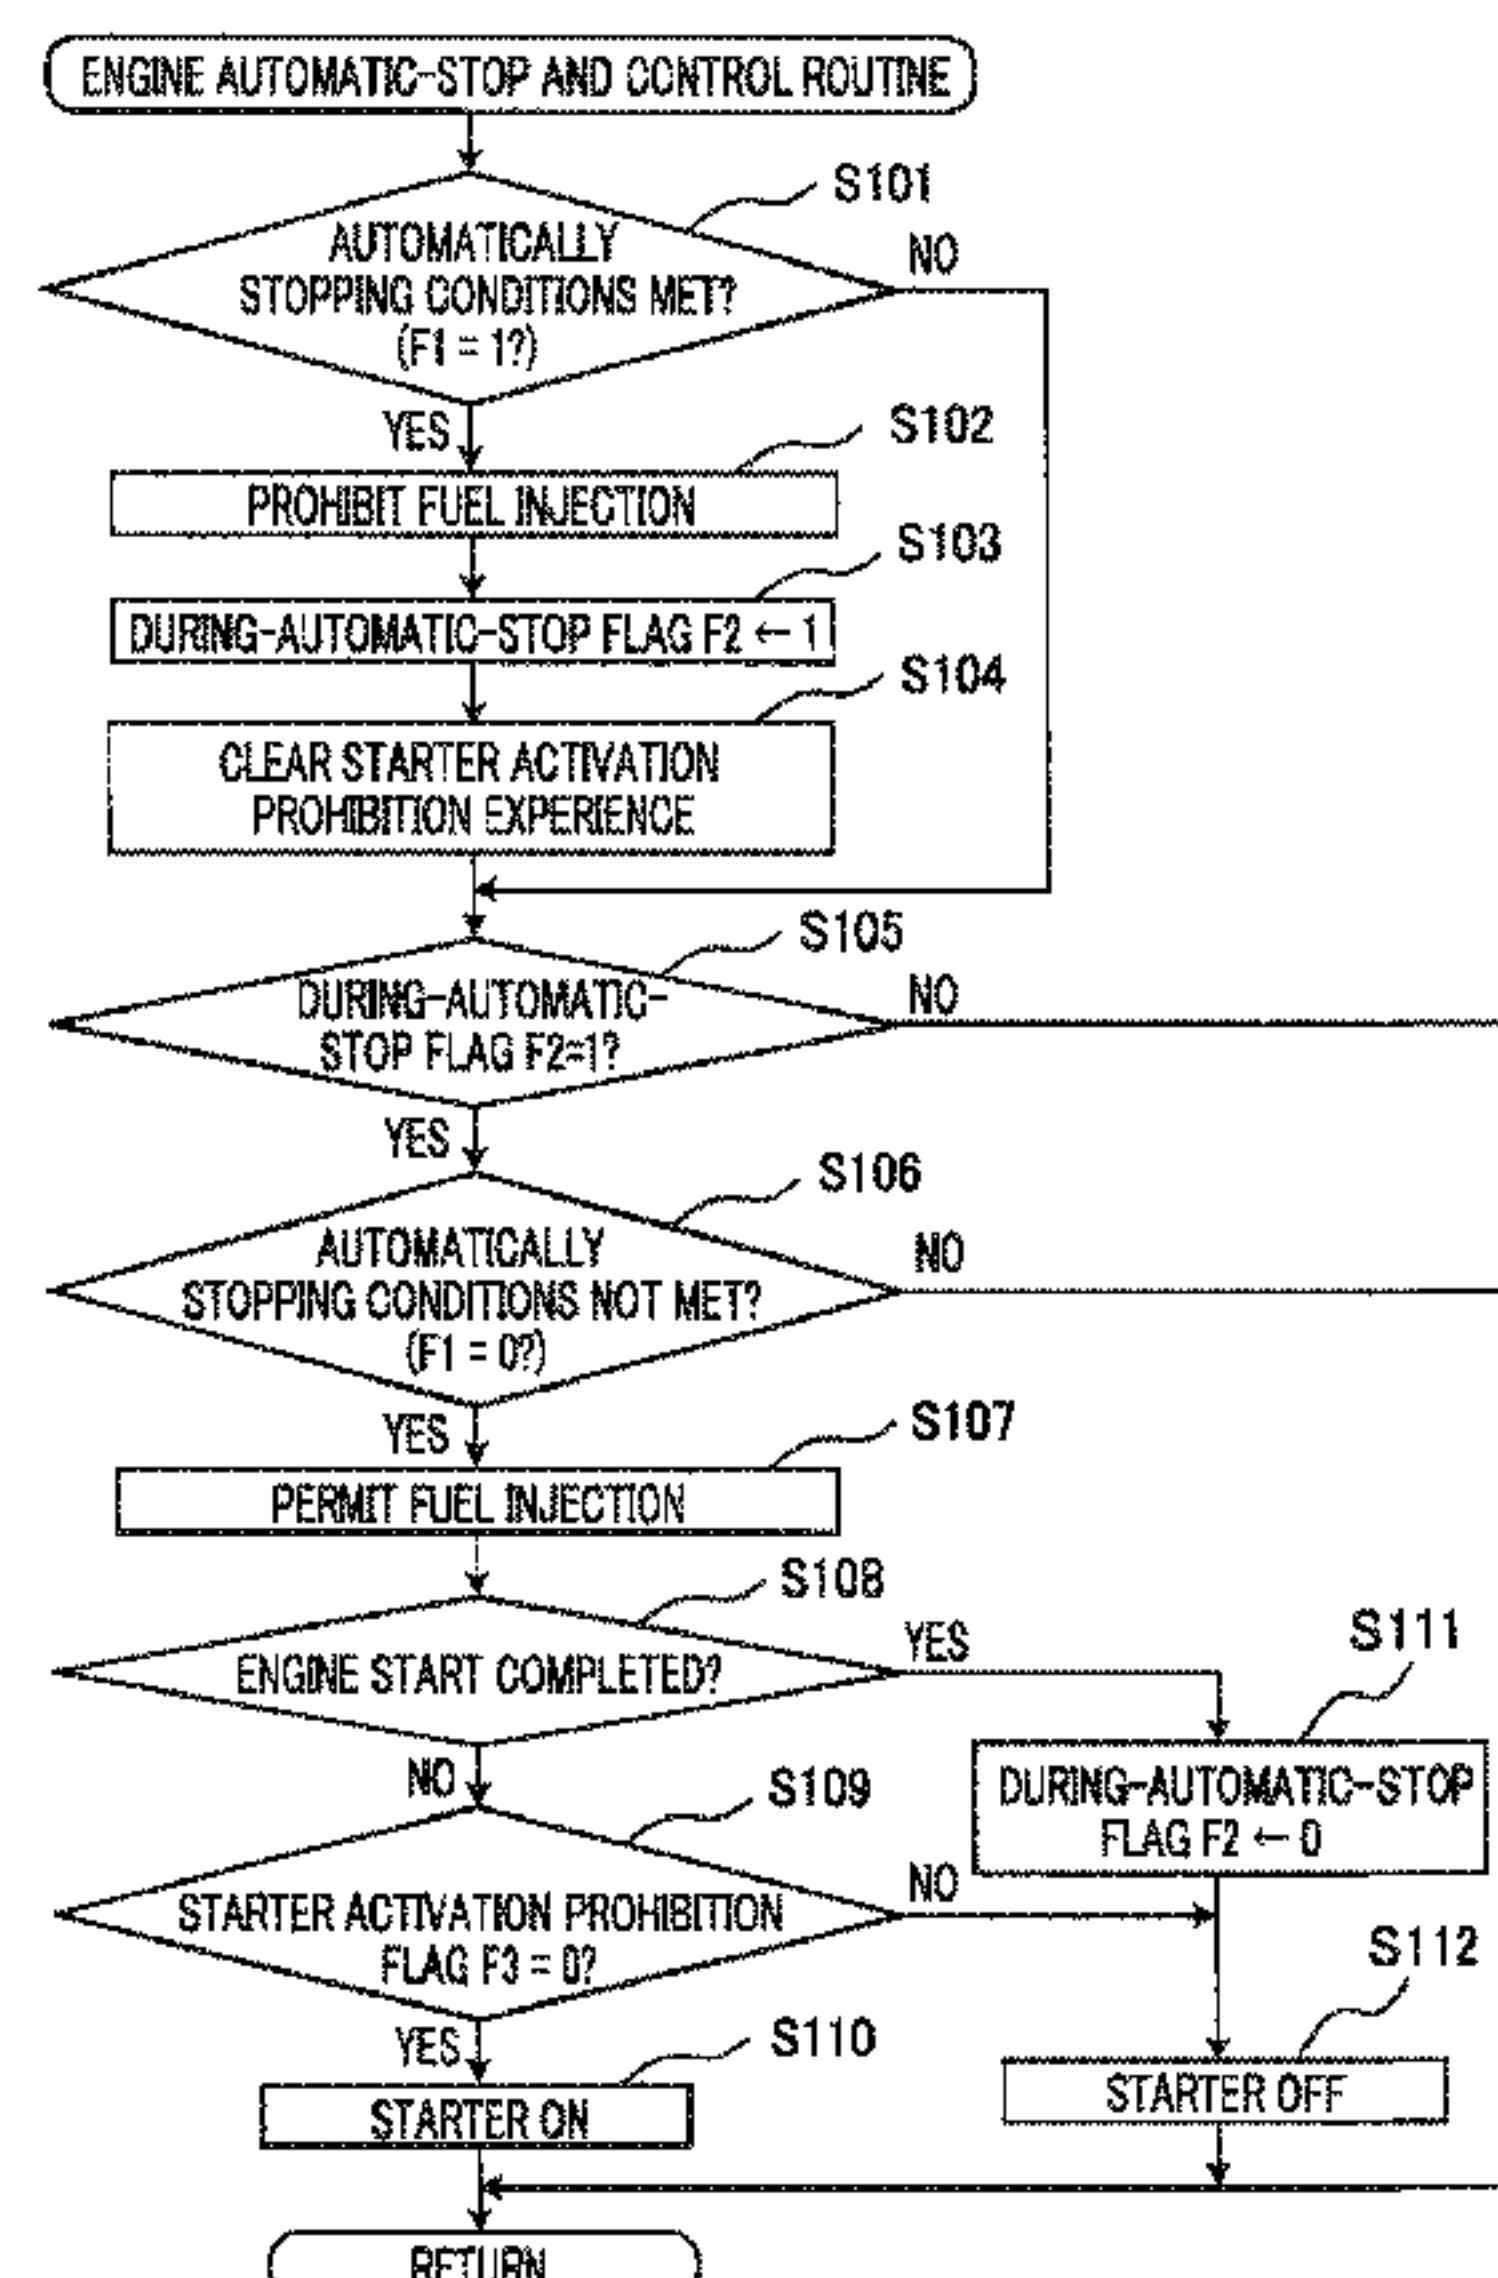 ENGINE AUTOMATIC-STOP AND CONTROL ROUTINE
S101
AUTOMATICALLY
STOPPING CONDITIONS MET?
(F1 = 1?)
NO
YES
S102
PROHIBIT FUEL INJECTION
S103
DURING-AUTOMATIC-STOP FLAG F2 ← 1
S104
CLEAR STARTER ACTIVATION
PROHIBITION EXPERIENCE
S105
DURING-AUTOMATIC-
STOP FLAG F2=1?
NO
YES
S106
AUTOMATICALLY
STOPPING CONDITIONS NOT MET?
(F1 = 0?)
NO
YES
S107
PERMIT FUEL INJECTION
S108
ENGINE START COMPLETED?
YES
NO
S111
DURING-AUTOMATIC-STOP
FLAG F2 ← 0
S109
STARTER ACTIVATION PROHIBITION
FLAG F3 = 0?
NO
YES
S112
STARTER OFF
S110
STARTER ON
RETURN